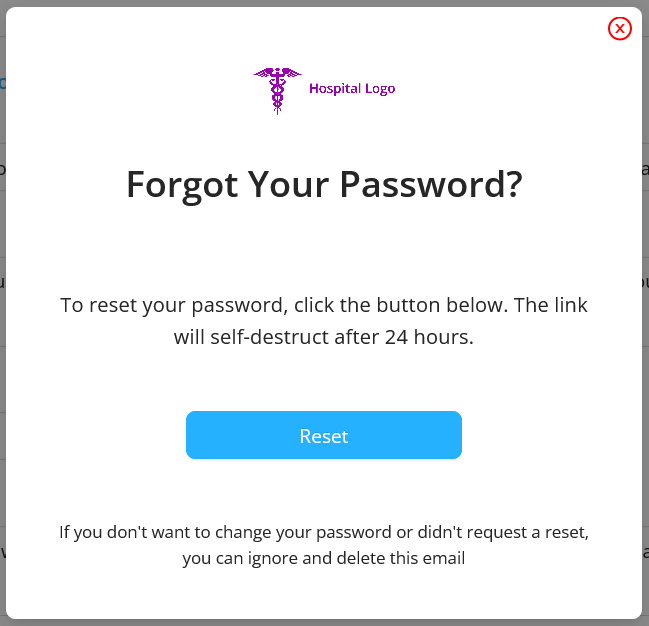 X
Hospital Logo
Forgot Your Password?
To reset your password, click the button below. The link
will self-destruct after 24 hours.
Reset
If you don't want to change your password or didn't request a reset,
you can ignore and delete this email